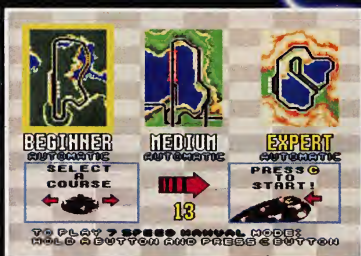 BEGINNER MEDIUM EXPERT
AUTOMATIC AUTOMATIC AUTOMATIC
SELECT
A
COURSE
PRESS C
TO
START!
13
TO PLAY 7 SPEED MANUAL MODE:
HOLD A BUTTON AND PRESS C BUTTON